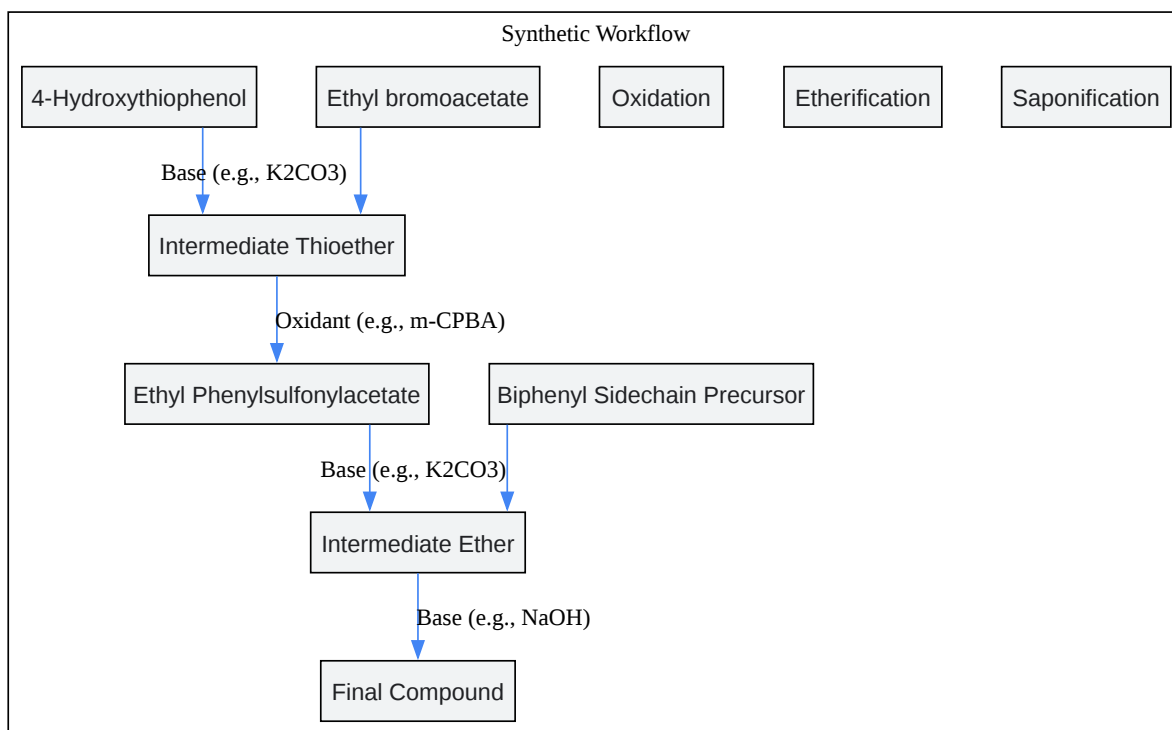 Synthetic Workflow
4-Hydroxythiophenol
Ethyl bromoacetate
Oxidation
Etherification
Saponification
Base (e.g., K2CO3)
Intermediate Thioether
Oxidant (e.g., m-CPBA)
Ethyl Phenylsulfonylacetate
Biphenyl Sidechain Precursor
Base (e.g., K2CO3)
Intermediate Ether
Base (e.g., NaOH)
Final Compound